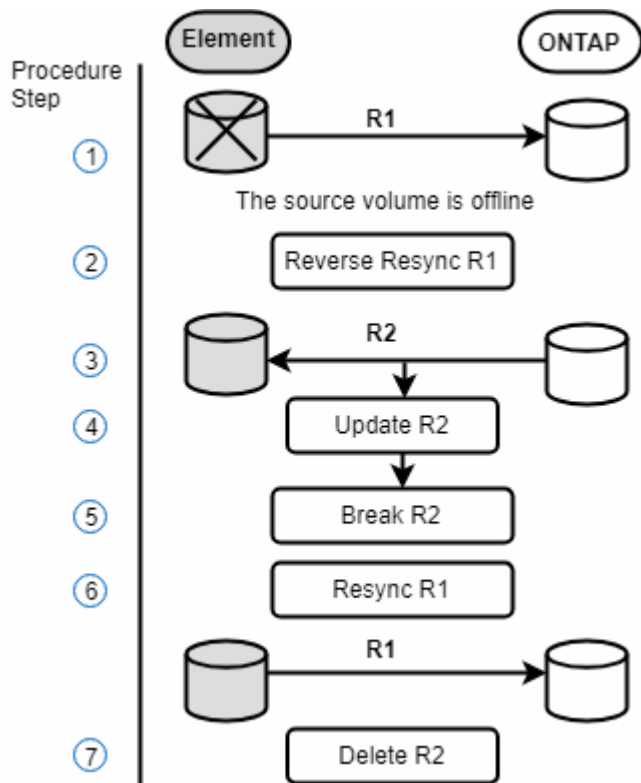 Element
ONTAP
Procedure
Step
R1
1
The source volume is offline
2
Reverse Resync R1
R2
3
4
Update R2
5
Break R2
6
Resync R1
R1
7
Delete R2